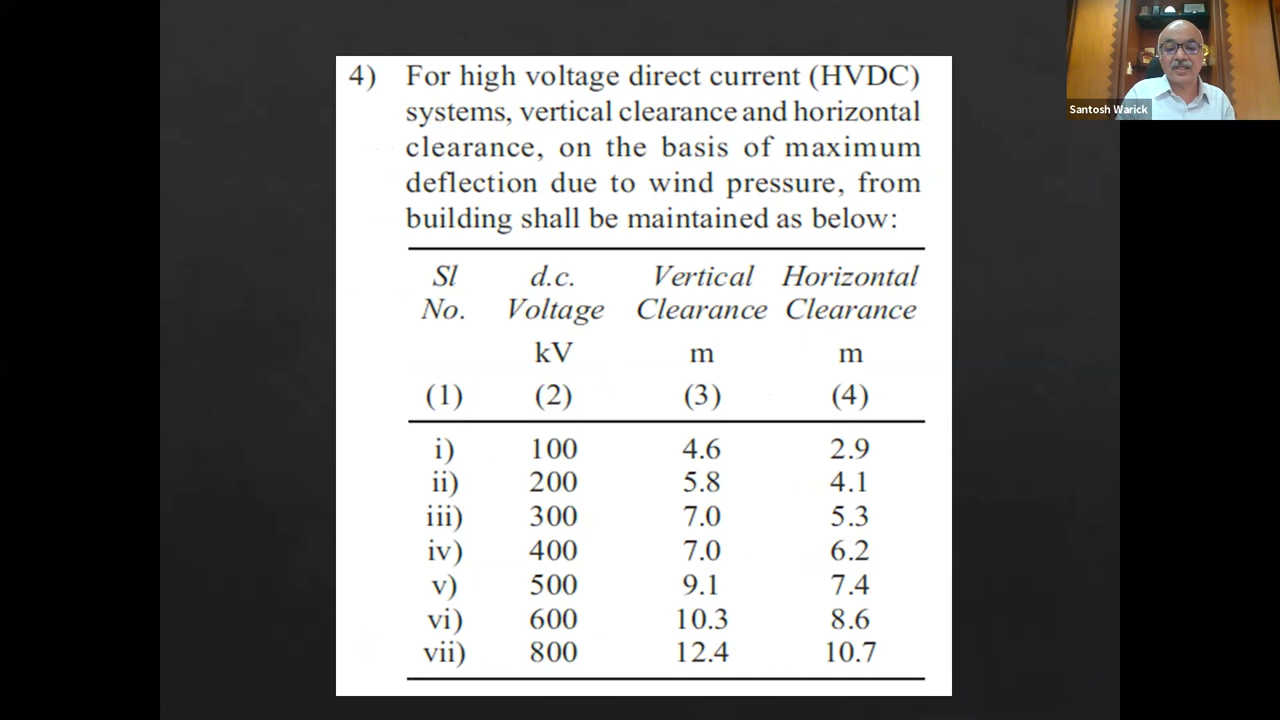 4) For high voltage direct current (HVDC)
systems, vertical clearance and horizontal
clearance, on the basis of maximum
deflection due to wind pressure, from
building shall be maintained as below:
Sl No. d.c. Voltage Vertical Clearance Horizontal Clearance
kV m m
(1) (2) (3) (4)
i) 100 4.6 2.9
ii) 200 5.8 4.1
iii) 300 7.0 5.3
iv) 400 7.0 6.2
v) 500 9.1 7.4
vi) 600 10.3 8.6
vii) 800 12.4 10.7
Santosh Warick